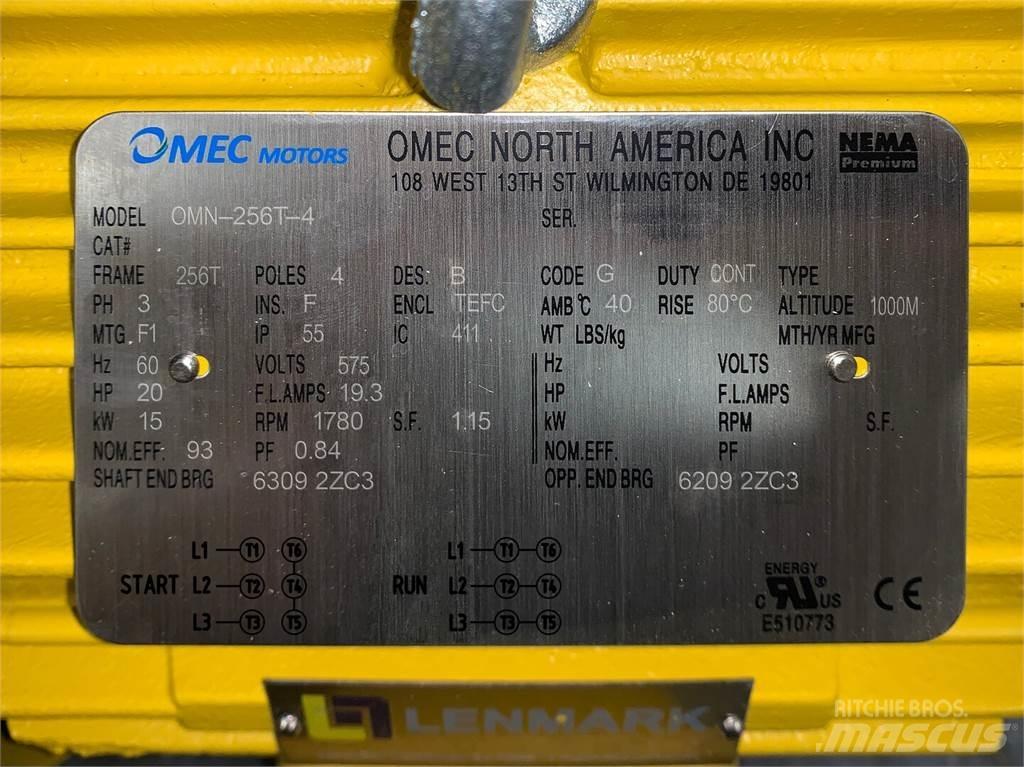 OMEC MOTORS OMEC NORTH AMERICA INC NEMA Premium
108 WEST 13TH ST WILMINGTON DE 19801
MODEL OMN-256T-4 SER.
CAT#
FRAME 256T POLES 4 DES. B CODE G DUTY CONT TYPE
PH 3 INS. F ENCL TEFC AMB °C 40 RISE 80°C ALTITUDE 1000M
MTG. F1 IP 55 IC 411 WT LBS/kg MTH/YR MFG
Hz 60 VOLTS 575 Hz VOLTS
HP 20 F.L.AMPS 19.3 HP F.L.AMPS
kW 15 RPM 1780 S.F. 1.15 kW RPM S.F.
NOM.EFF. 93 PF 0.84 NOM.EFF. PF
SHAFT END BRG 6309 2ZC3 OPP. END BRG 6209 2ZC3
L1 T1 T6 L1 T1 T6
START L2 T2 T4 RUN L2 T2 T4
L3 T3 T5 L3 T3 T5
ENERGY
C UL ® US CE
E510773
LENMARK
RITCHIE BROS.
MASCUS